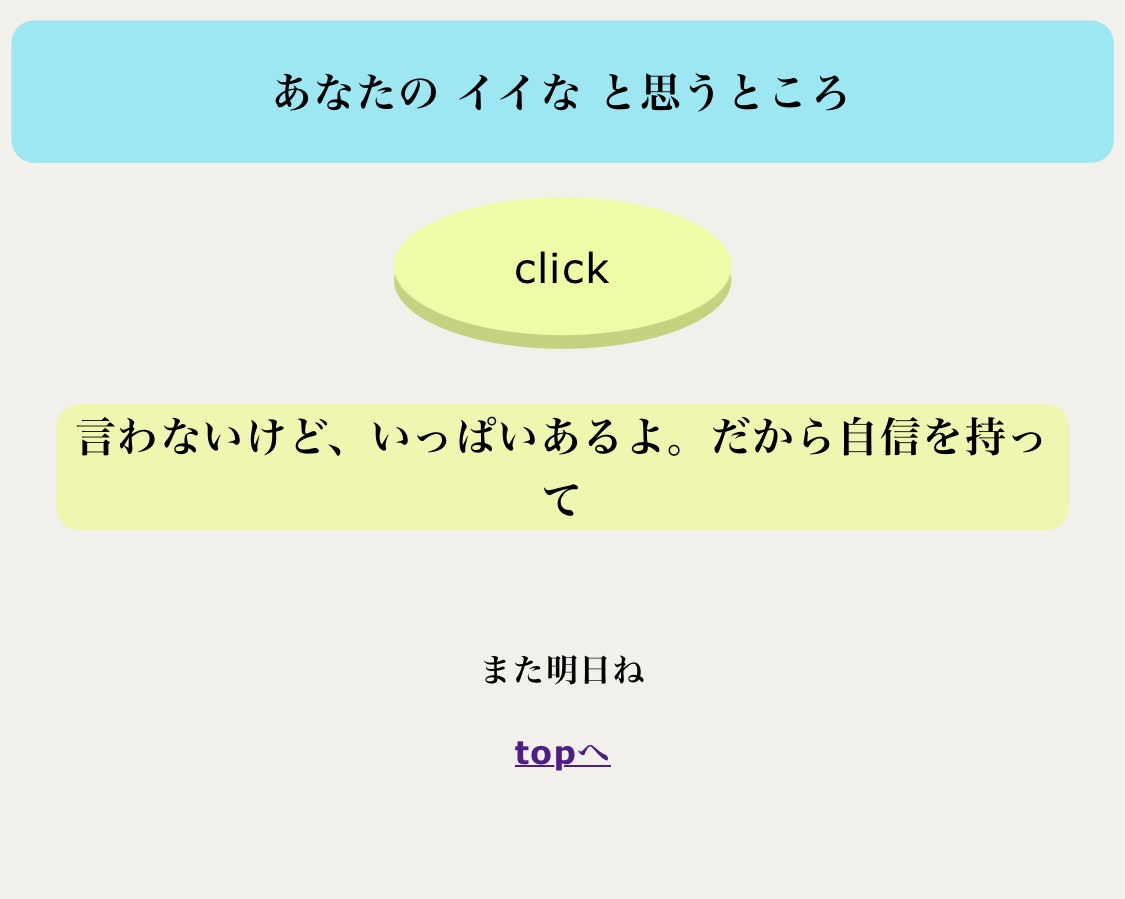 あなたの イイな と思うところ
click
言わないけど、いっぱいあるよ。だから自信を持っ
て
また明日ね
topへ